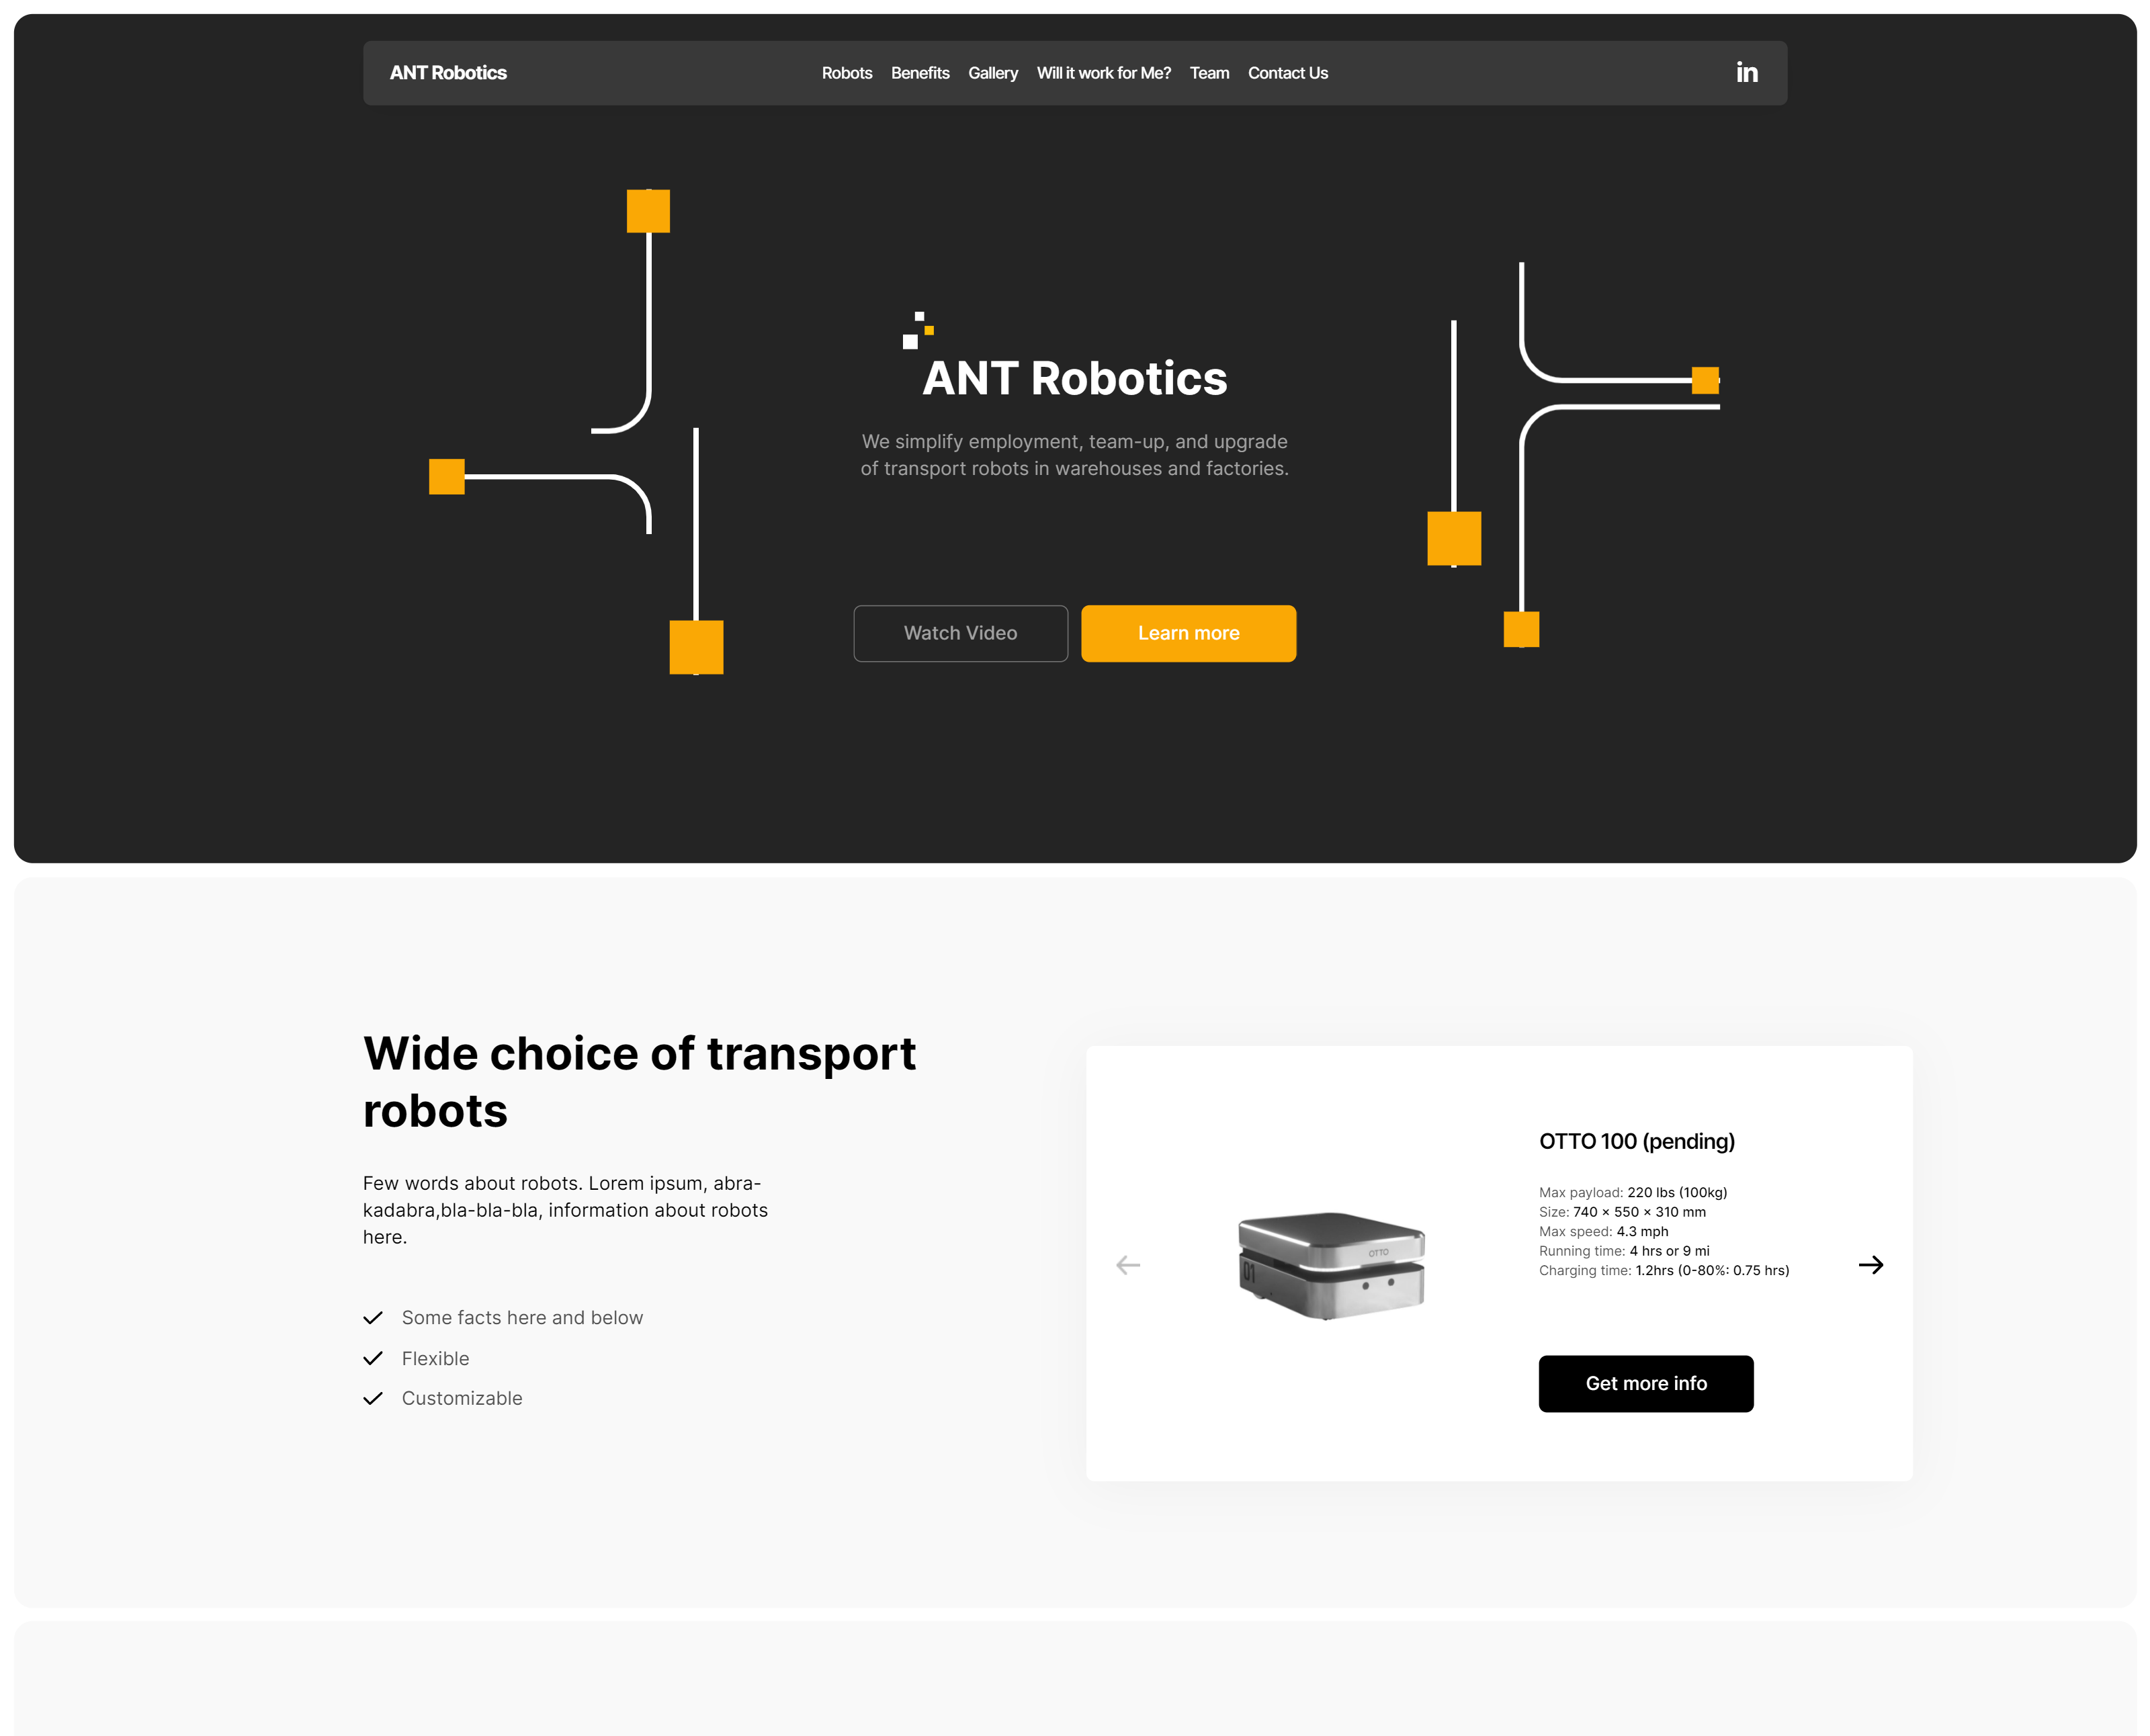 ANT Robotics
Robots Benefits Gallery Will it work for Me? Team Contact Us
in
ANT Robotics
We simplify employment, team-up, and upgrade
of transport robots in warehouses and factories.
Watch Video
Learn more
Wide choice of transport
robots
Few words about robots. Lorem ipsum, abra-
kadabra,bla-bla-bla, information about robots
here.
Some facts here and below
Flexible
Customizable
OTTO
01
OTTO 100 (pending)
Max payload: 220 lbs (100kg)
Size: 740 × 550 × 310 mm
Max speed: 4.3 mph
Running time: 4 hrs or 9 mi
Charging time: 1.2hrs (0-80%: 0.75 hrs)
Get more info